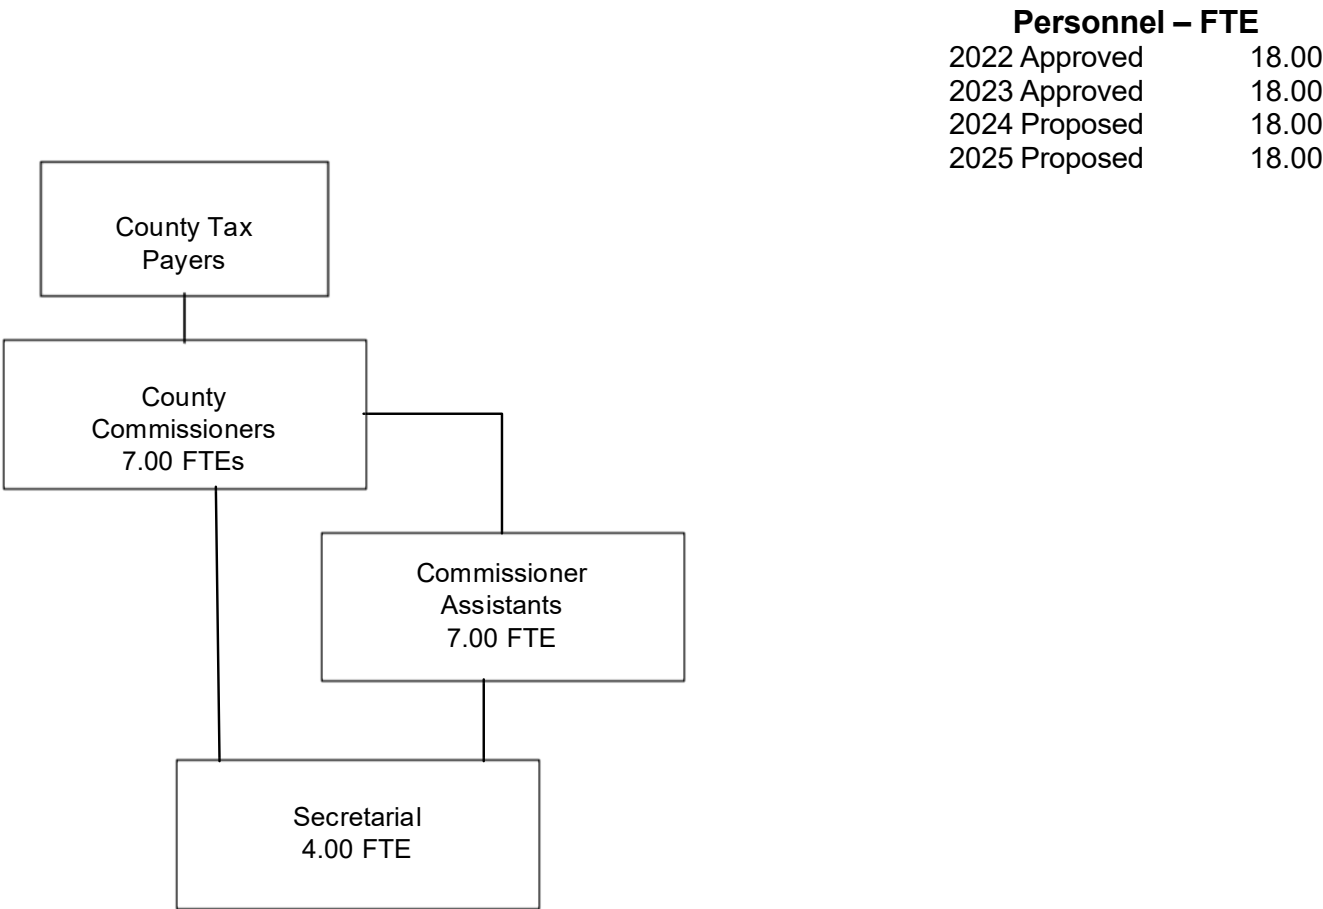 Personnel – FTE
2022 Approved 18.00
2023 Approved 18.00
2024 Proposed 18.00
2025 Proposed 18.00
County Tax
Payers
County
Commissioners
7.00 FTEs
Commissioner
Assistants
7.00 FTE
Secretarial
4.00 FTE